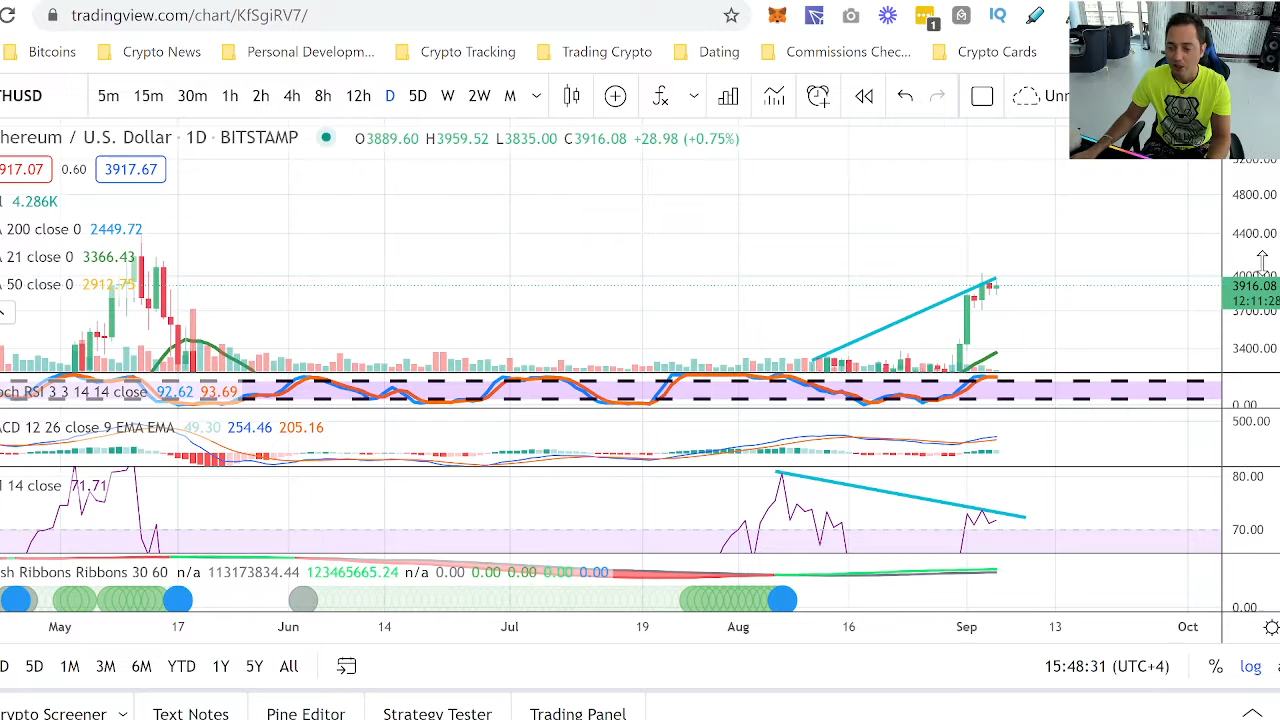 tradingview.com/chart/KfSgiRV7/
1
IQ
Bitcoins Crypto News Personal Developm... Crypto Tracking Trading Crypto Dating Commissions Chec... Crypto Cards
THUSD 5m 15m 30m 1h 2h 4h 8h 12h D 5D W 2W M
hereum / U.S. Dollar · 1D · BITSTAMP O3889.60 H3959.52 L3835.00 C3916.08 +28.98 (+0.75%)
917.07 0.60 3917.67
4.286K
4800.00
200 close 0 2449.72
4400.00
21 close 0 3366.43
50 close 0 2912.75
3916.08
12:11:28
3400.00
och RSI 3 3 14 14 close 92.62 93.69
0.00
ACD 12 26 close 9 EMA EMA 49.30 254.46 205.16
500.00
14 close 71.71
80.00
70.00
sh Ribbons Ribbons 30 60 n/a 113173834.44 123465665.24 n/a 0.00 0.00 0.00 0.00 0.00
0.00
May 17 Jun 14 Jul 19 Aug 16 Sep 13 Oct
D 5D 1M 3M 6M YTD 1Y 5Y All 15:48:31 (UTC+4) % log
rypto Screener Text Notes Pine Editor Strategy Tester Trading Panel